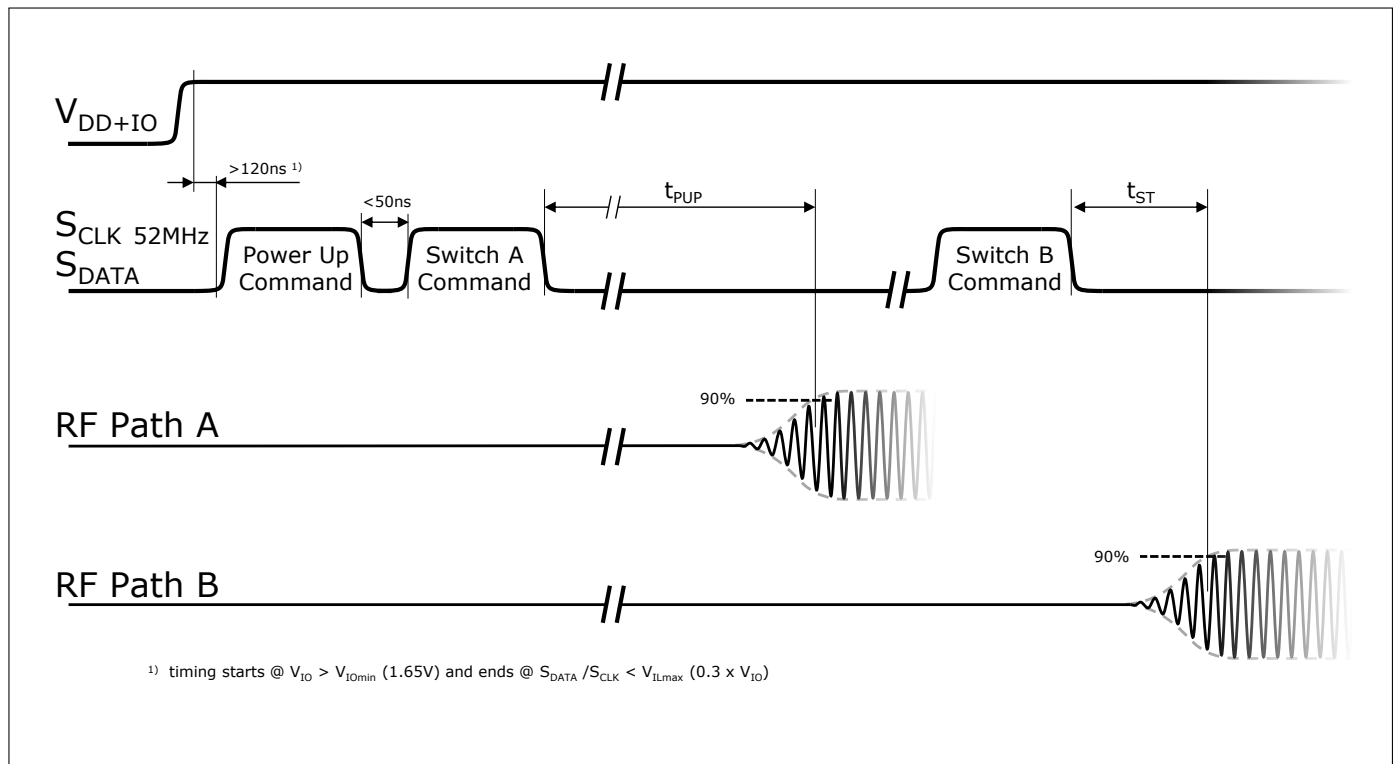 V_DD+IO
>120ns 1)
<50ns
t_PUP
t_ST
S_CLK 52MHz
S_DATA
Power Up
Command
Switch A
Command
Switch B
Command
90%
RF Path A
90%
RF Path B
1) timing starts @ V_IO > V_IOmin (1.65V) and ends @ S_DATA /S_CLK < V_ILmax (0.3 x V_IO)